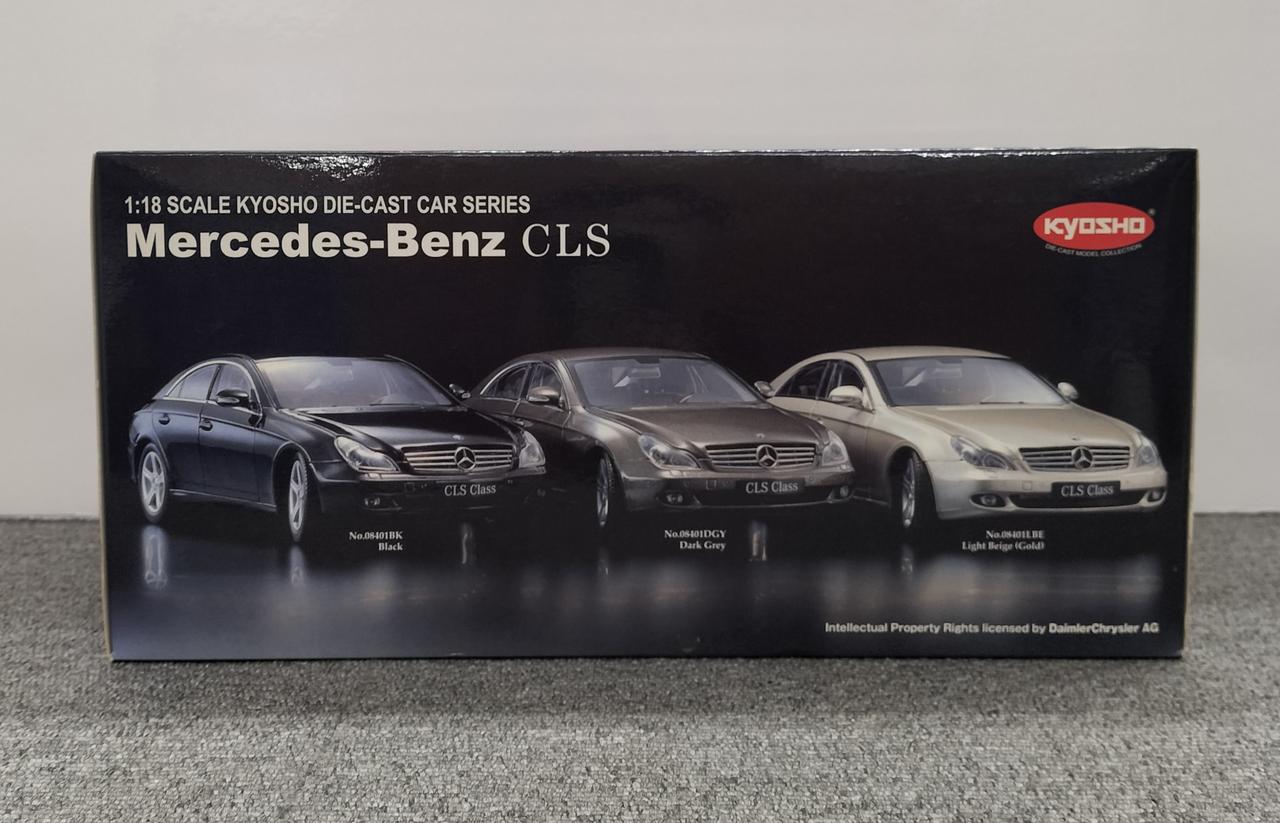 1:18 SCALE KYOSHO DIE-CAST CAR SERIES
Mercedes-Benz CLS
KYOSHO®
DIE-CAST MODEL COLLECTION
CLS Class
CLS Class
CLS Class
No.08401BK
Black
No.08401DGY
Dark Grey
No.08401LBE
Light Beige (Gold)
Intellectual Property Rights licensed by DaimlerChrysler AG